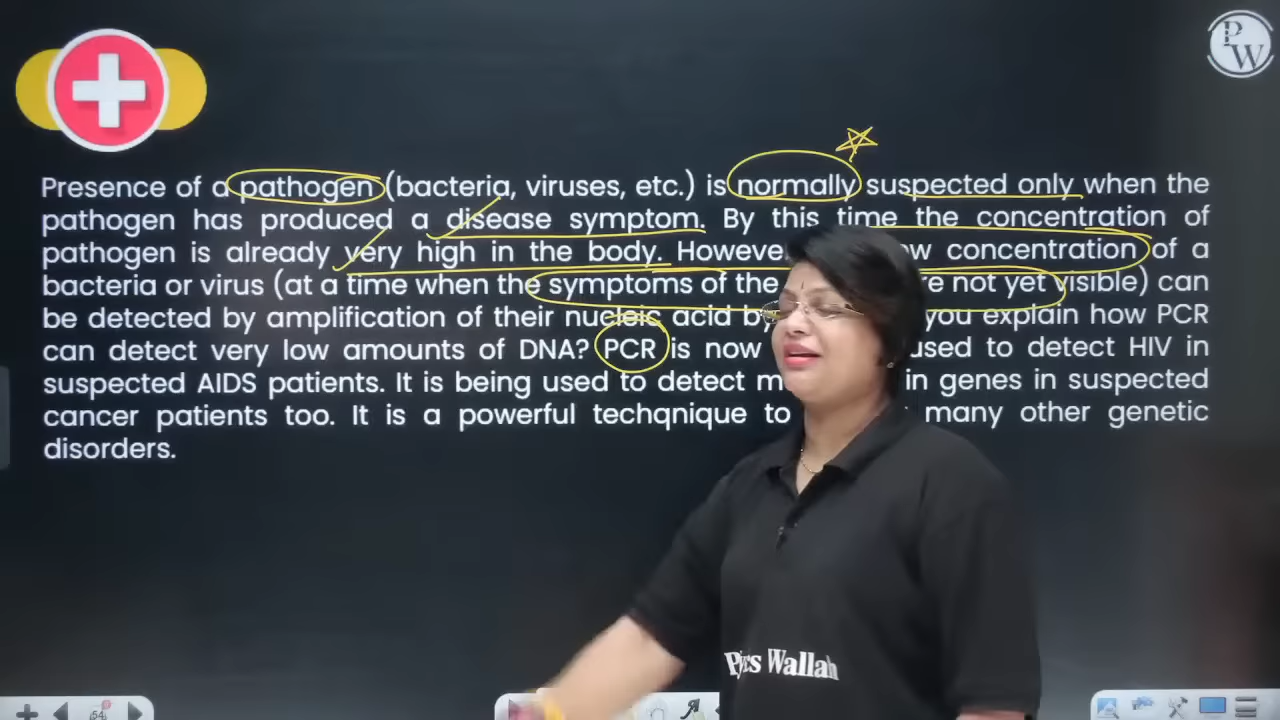 PW
Presence of a pathogen (bacteria, viruses, etc.) is normally suspected only when the
pathogen has produced a disease symptom. By this time the concentration of
pathogen is already very high in the body. However concentration of a
bacteria or virus (at a time when the symptoms of the not yet visible) can
be detected by amplification of their nucleic acid by you explain how PCR
can detect very low amounts of DNA? PCR is now used to detect HIV in
suspected AIDS patients. It is being used to detect in genes in suspected
cancer patients too. It is a powerful techqnique to many other genetic
disorders.
Wallah
54